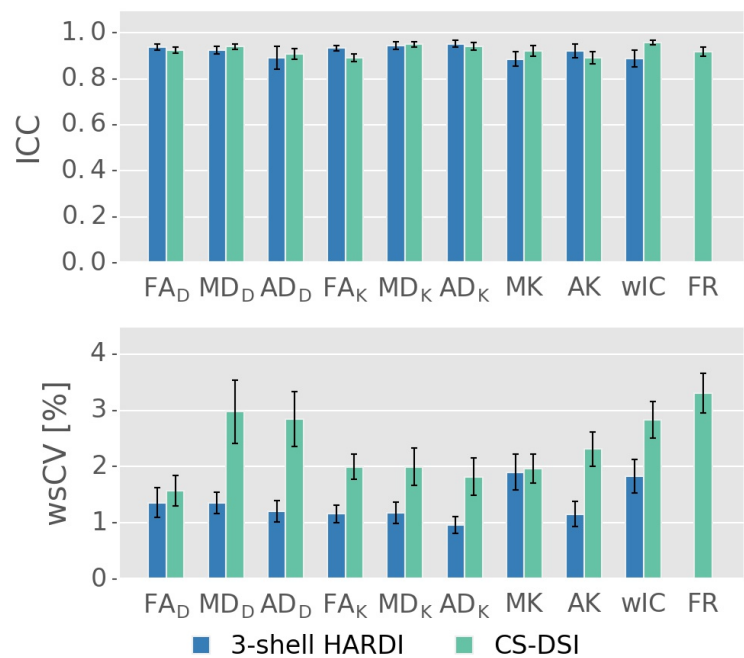 ICC
1.0
0.8
0.6
0.4
0.2
0.0
FA_D MD_D AD_D FA_K MD_K AD_K MK AK wIC FR
wsCV [%]
4
3
2
1
0
FA_D MD_D AD_D FA_K MD_K AD_K MK AK wIC FR
3-shell HARDI CS-DSI